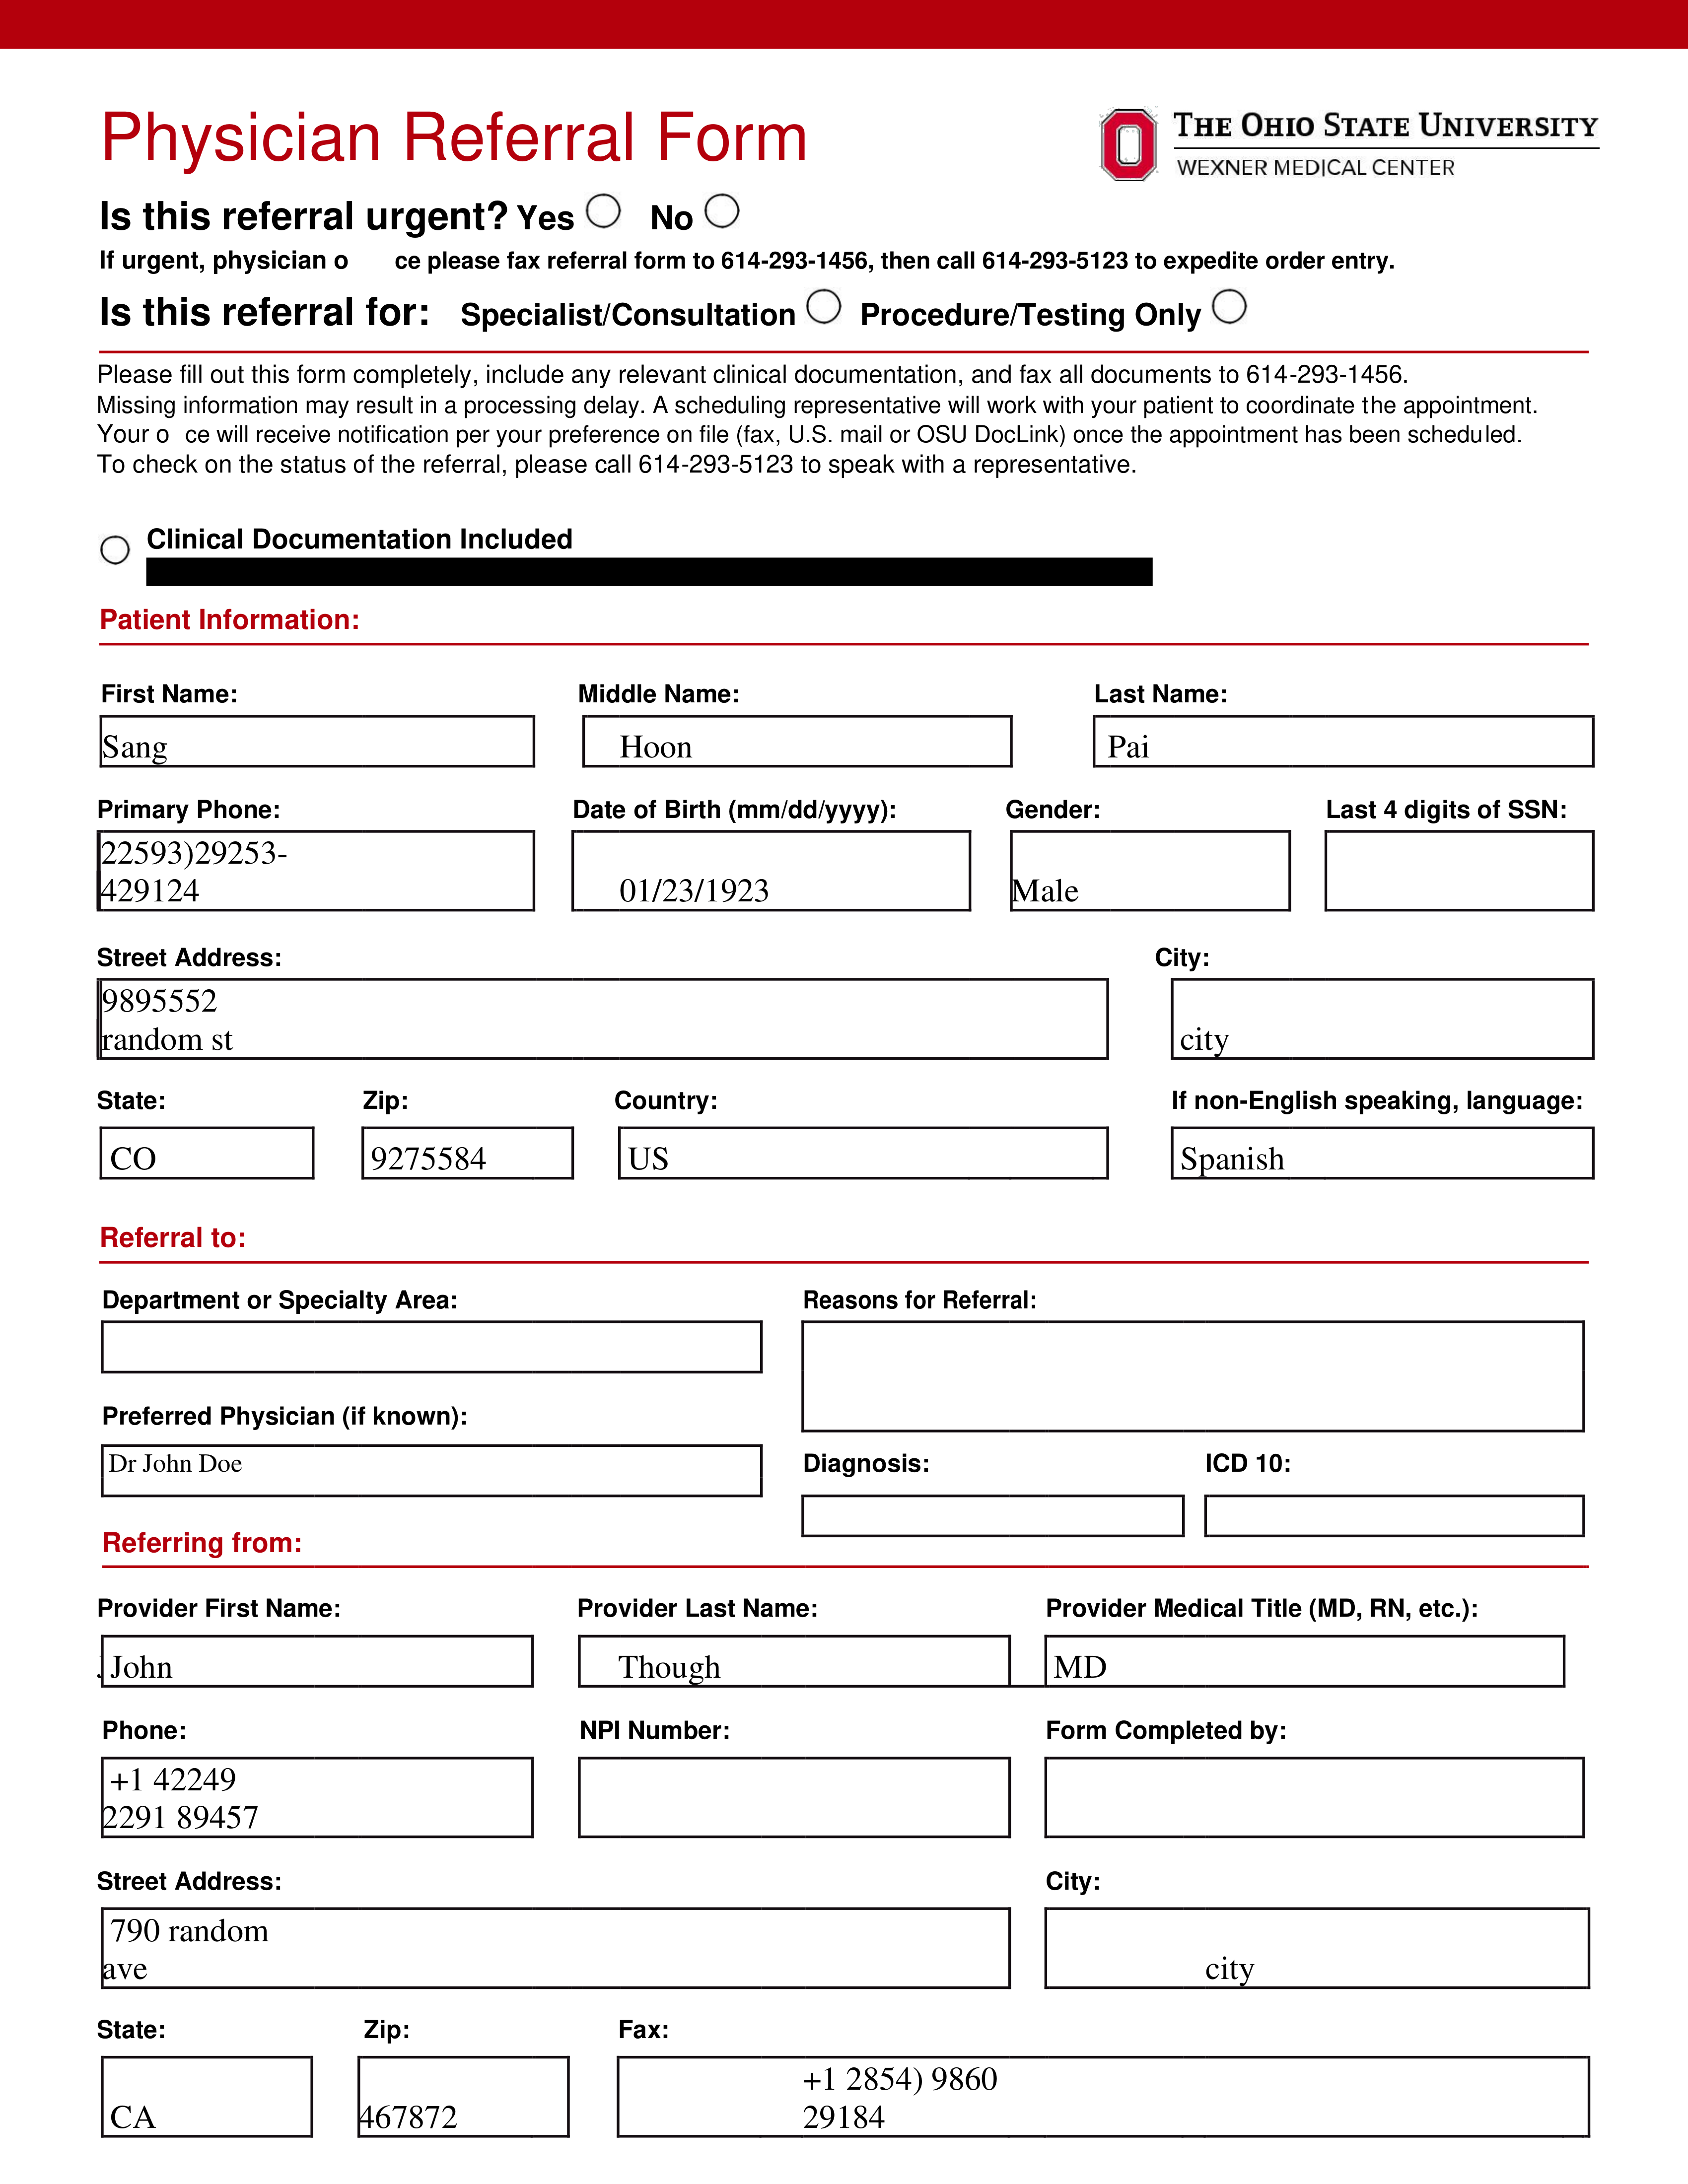 Physician Referral Form
THE OHIO STATE UNIVERSITY
WEXNER MEDICAL CENTER
Is this referral urgent? Yes No
If urgent, physician o ce please fax referral form to 614-293-1456, then call 614-293-5123 to expedite order entry.
Is this referral for: Specialist/Consultation Procedure/Testing Only
Please fill out this form completely, include any relevant clinical documentation, and fax all documents to 614-293-1456.
Missing information may result in a processing delay. A scheduling representative will work with your patient to coordinate the appointment.
Your o ce will receive notification per your preference on file (fax, U.S. mail or OSU DocLink) once the appointment has been scheduled.
To check on the status of the referral, please call 614-293-5123 to speak with a representative.
Clinical Documentation Included
Patient Information:
First Name: Middle Name: Last Name:
Sang Hoon Pai
Primary Phone: Date of Birth (mm/dd/yyyy): Gender: Last 4 digits of SSN:
22593)29253-
429124 01/23/1923 Male
Street Address: City:
9895552
random st city
State: Zip: Country: If non-English speaking, language:
CO 9275584 US Spanish
Referral to:
Department or Specialty Area: Reasons for Referral:
Preferred Physician (if known):
Dr John Doe Diagnosis: ICD 10:
Referring from:
Provider First Name: Provider Last Name: Provider Medical Title (MD, RN, etc.):
John Though MD
Phone: NPI Number: Form Completed by:
+1 42249
2291 89457
Street Address: City:
790 random
ave city
State: Zip: Fax:
+1 2854) 9860
CA 467872 29184